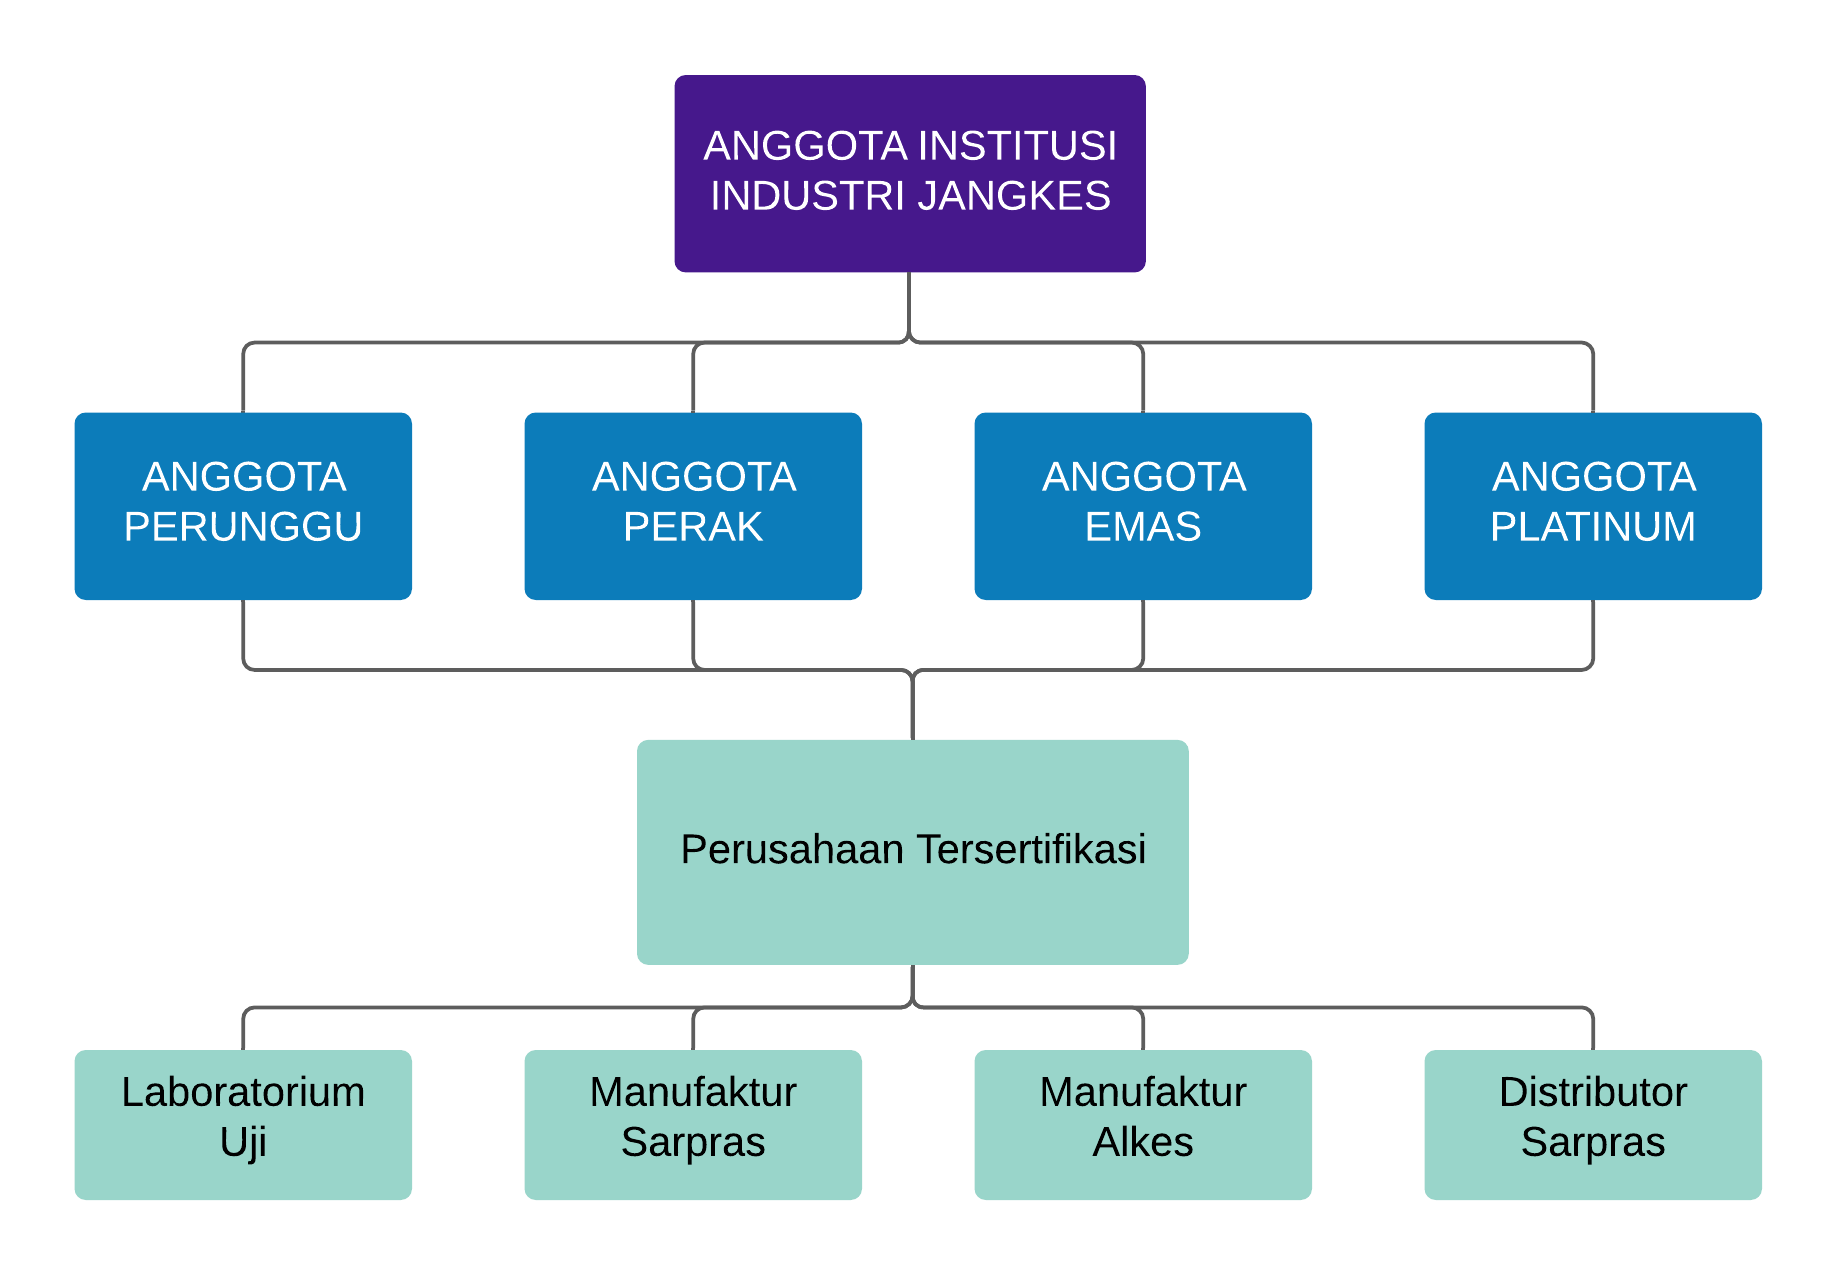 ANGGOTA INSTITUSI
INDUSTRI JANGKES
ANGGOTA
PERUNGGU
ANGGOTA
PERAK
ANGGOTA
EMAS
ANGGOTA
PLATINUM
Perusahaan Tersertifikasi
Laboratorium
Uji
Manufaktur
Sarpras
Manufaktur
Alkes
Distributor
Sarpras